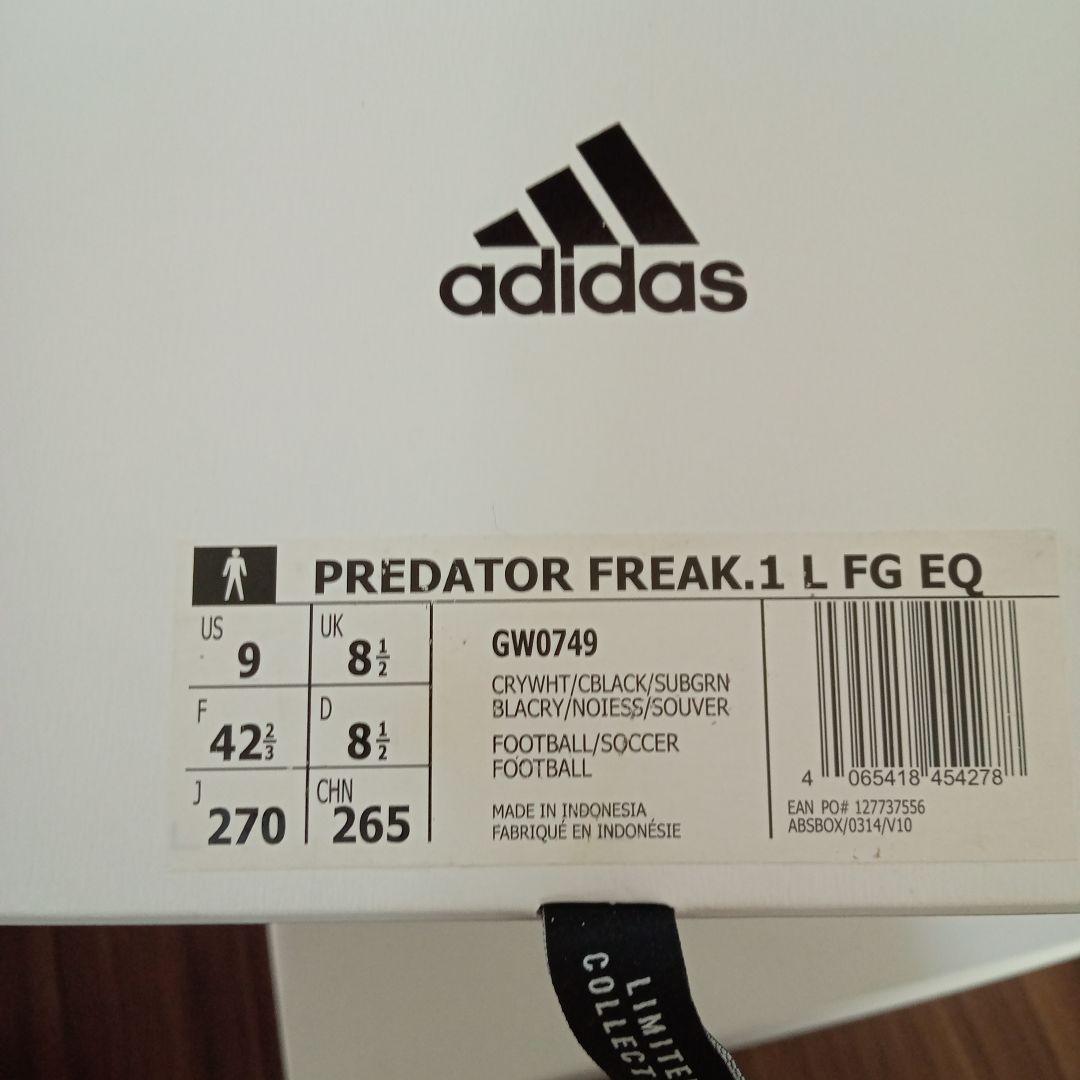 adidas
PREDATOR FREAK.1 L FG EQ
US 9
UK 8½
F 42⅔
D 8½
J 270
CHN 265
GW0749
CRYWHT/CBLACK/SUBGRN
BLACRY/NOIESS/SOUVER
FOOTBALL/SOCCER
FOOTBALL
MADE IN INDONESIA
FABRIQUÉ EN INDONÉSIE
4 065418 454278
EAN PO# 127737556
ABSBOX/0314/V10
LIMITE
COLLECT